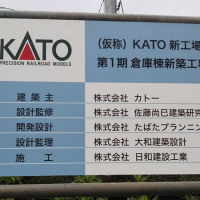 KATO
PRECISION RAILROAD MODELS
(仮称) KATO 新工場
第1期 倉庫棟新築工事
建築主 株式会社 カトー
設計監修 株式会社 佐藤尚巳建築研究
開発設計 株式会社 たばたプランニン
設計監理 株式会社 大和建築設計
施工 株式会社 日和建設工業